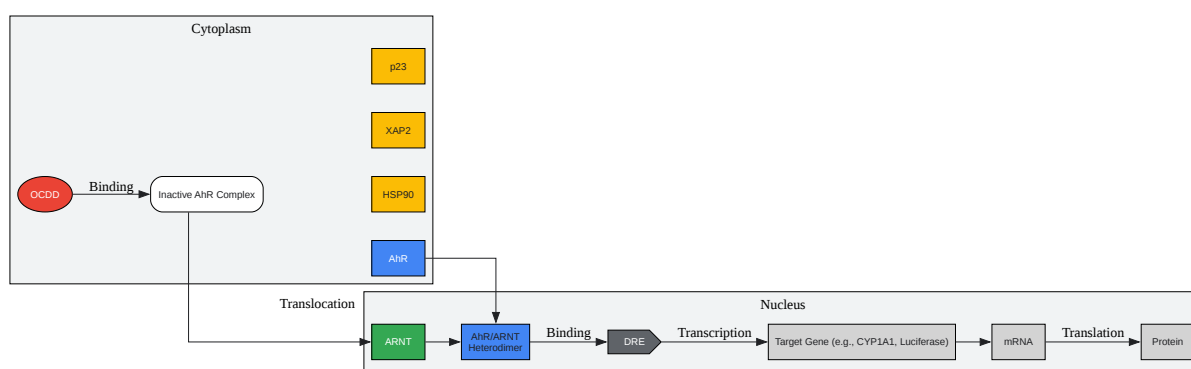 Cytoplasm
p23
XAP2
OCDD
Binding
Inactive AhR Complex
HSP90
AhR
Translocation
Nucleus
ARNT
AhR/ARNT
Heterodimer
Binding
DRE
Transcription
Target Gene (e.g., CYP1A1, Luciferase)
mRNA
Translation
Protein